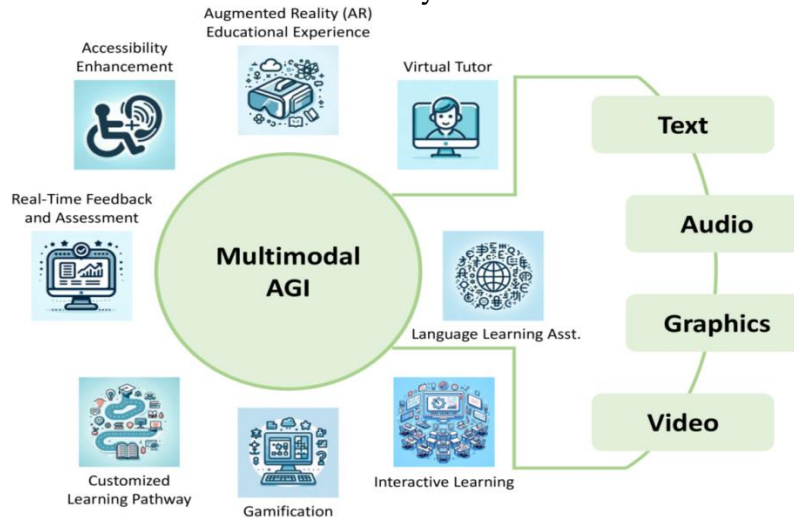 Augmented Reality (AR)
Educational Experience
Accessibility
Enhancement
Virtual Tutor
Text
Real-Time Feedback
and Assessment
Audio
Multimodal
AGI
Graphics
Language Learning Asst.
Video
Customized
Learning Pathway
Gamification
Interactive Learning